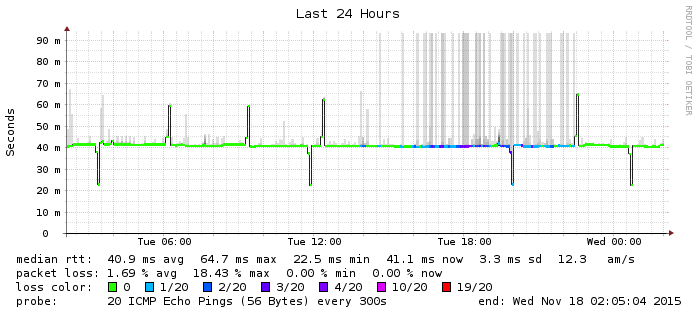 Last 24 Hours
RRDTOOL / TOBI OETIKER
Seconds
90 m
80 m
70 m
60 m
50 m
40 m
30 m
20 m
10 m
0
Tue 06:00 Tue 12:00 Tue 18:00 Wed 00:00
median rtt: 40.9 ms avg 64.7 ms max 22.5 ms min 41.1 ms now 3.3 ms sd 12.3 am/s
packet loss: 1.69 % avg 18.43 % max 0.00 % min 0.00 % now
loss color: 0 1/20 2/20 3/20 4/20 10/20 19/20
probe: 20 ICMP Echo Pings (56 Bytes) every 300s end: Wed Nov 18 02:05:04 2015